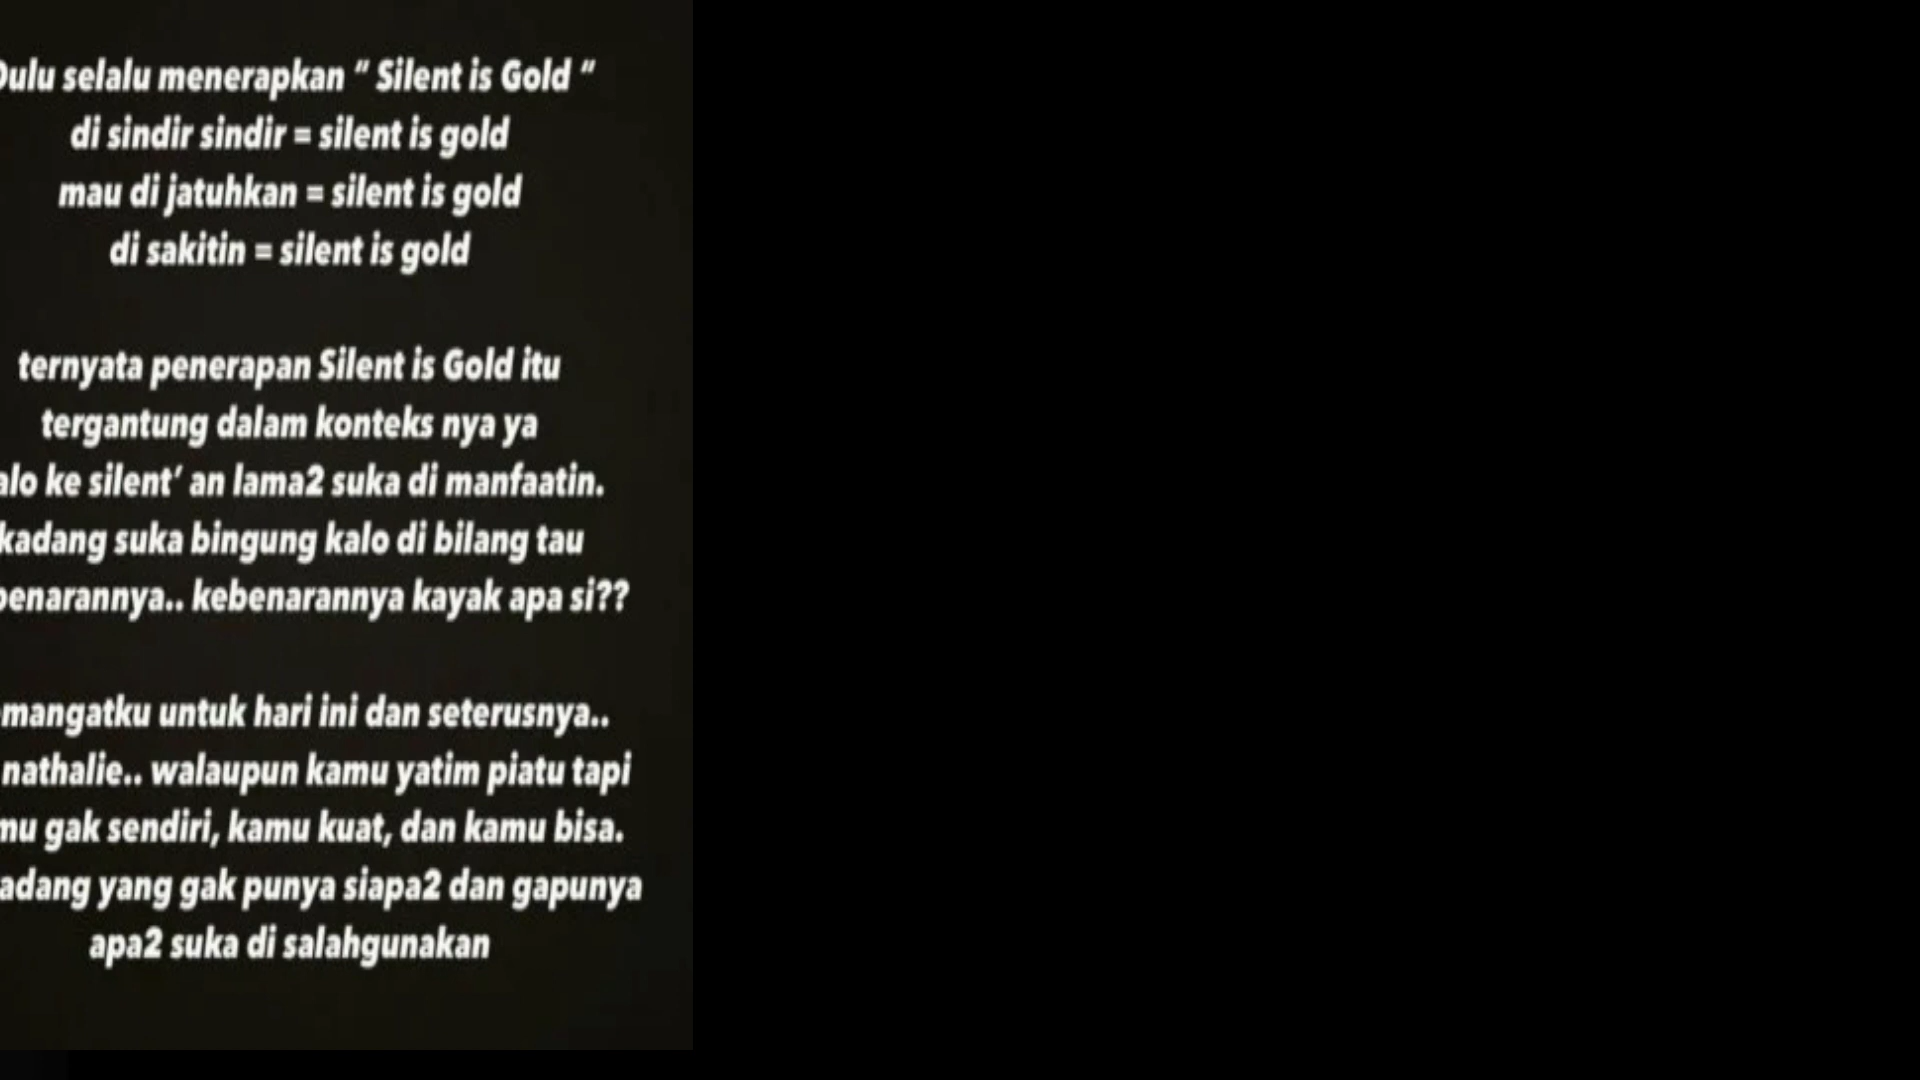 Dulu selalu menerapkan “ Silent is Gold “
di sindir sindir = silent is gold
mau di jatuhkan = silent is gold
di sakitin = silent is gold
ternyata penerapan Silent is Gold itu
tergantung dalam konteks nya ya
ke silent’ an lama2 suka di manfaatin.
kadang suka bingung kalo di bilang tau
kebenarannya kayak apa si??
untuk hari ini dan seterusnya..
nathalie.. walaupun kamu yatim piatu tapi
gak sendiri, kamu kuat, dan kamu bisa.
yang gak punya siapa2 dan gapunya
apa2 suka di salahgunakan